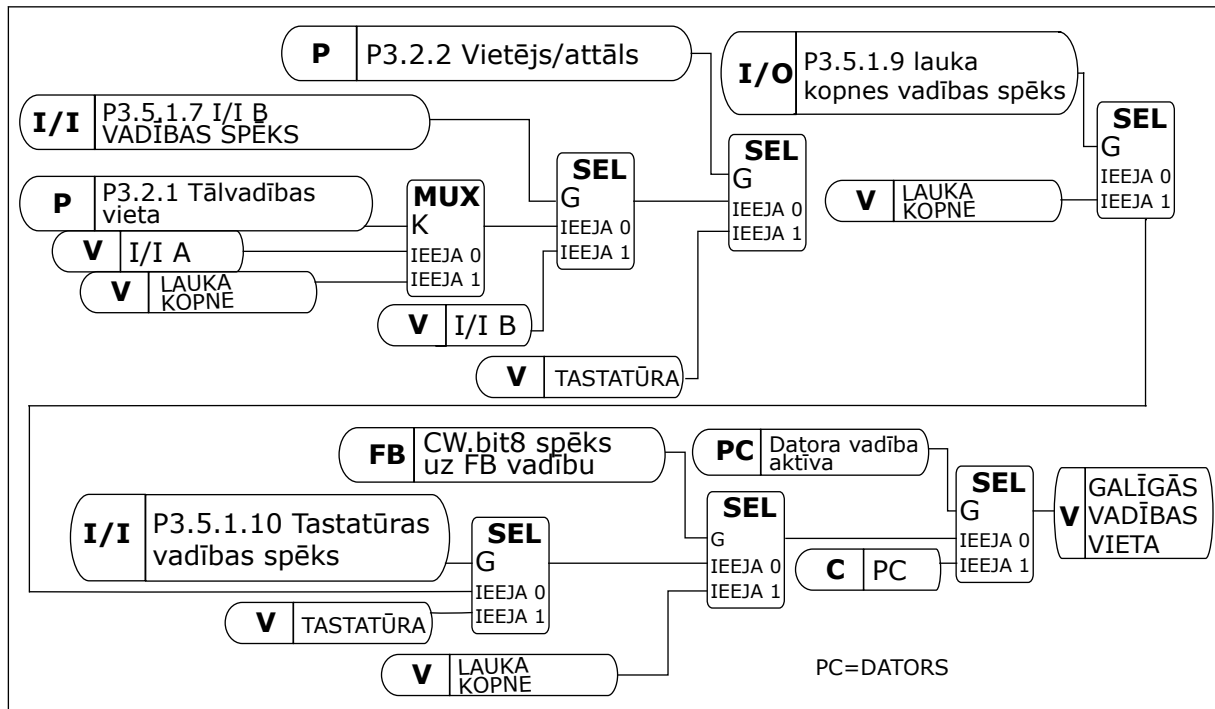 P P3.2.2 Vietējs/attāls
I/O P3.5.1.9 lauka
kopnes vadības spēks
I/I P3.5.1.7 I/I B
VADĪBAS SPĒKS
P P3.2.1 Tālvadības
vieta
V I/I A
V LAUKA
KOPNE
MUX
K
IEEJA 0
IEEJA 1
SEL
G
IEEJA 0
IEEJA 1
V I/I B
SEL
G
IEEJA 0
IEEJA 1
V TASTATŪRA
V LAUKA
KOPNE
SEL
G
IEEJA 0
IEEJA 1
FB CW.bit8 spēks
uz FB vadību
PC Datora vadība
aktīva
I/I P3.5.1.10 Tastatūras
vadības spēks
V TASTATŪRA
SEL
G
IEEJA 0
IEEJA 1
V LAUKA
KOPNE
SEL
G
IEEJA 0
IEEJA 1
C PC
SEL
G
IEEJA 0
IEEJA 1
V GALĪGĀS
VADĪBAS
VIETA
PC=DATORS